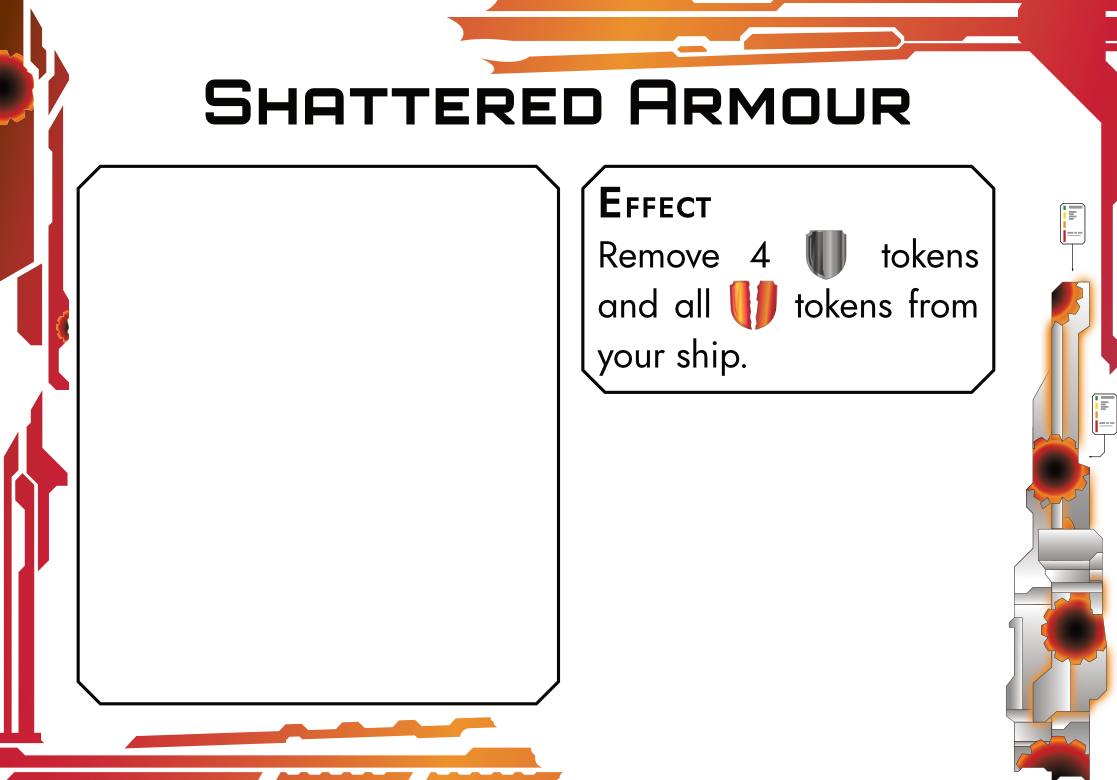 Shattered Armour
Effect
Remove 4 tokens
and all tokens from
your ship.